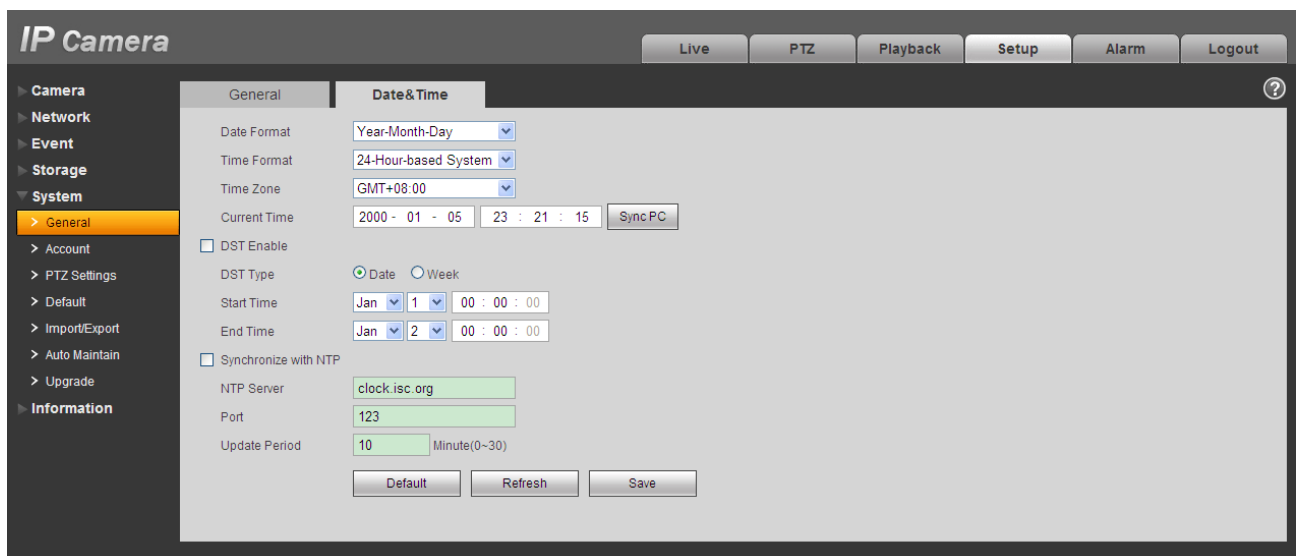 IP Camera
Live PTZ Playback Setup Alarm Logout
Camera
Network
Event
Storage
System
General
Account
PTZ Settings
Default
Import/Export
Auto Maintain
Upgrade
Information
General Date&Time
?
Date Format Year-Month-Day
Time Format 24-Hour-based System
Time Zone GMT+08:00
Current Time 2000 - 01 - 05 23 : 21 : 15 Sync PC
DST Enable
DST Type Date Week
Start Time Jan 1 00 : 00 : 00
End Time Jan 2 00 : 00 : 00
Synchronize with NTP
NTP Server clock.isc.org
Port 123
Update Period 10 Minute(0~30)
Default Refresh Save